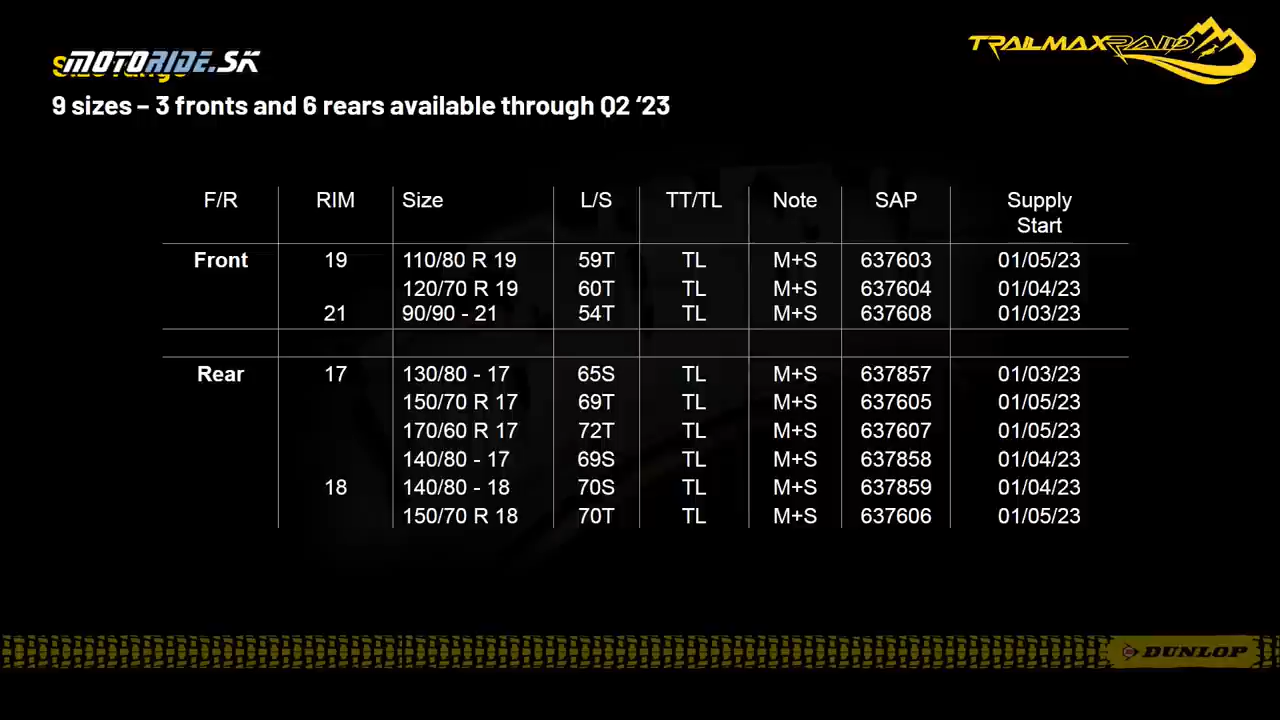 MOTORIDE.SK
Size range
TRAILMAXRAID
9 sizes – 3 fronts and 6 rears available through Q2 ‘23
F/R RIM Size L/S TT/TL Note SAP Supply Start
Front 19 110/80 R 19 59T TL M+S 637603 01/05/23
120/70 R 19 60T TL M+S 637604 01/04/23
21 90/90 - 21 54T TL M+S 637608 01/03/23
Rear 17 130/80 - 17 65S TL M+S 637857 01/03/23
150/70 R 17 69T TL M+S 637605 01/05/23
170/60 R 17 72T TL M+S 637607 01/05/23
140/80 - 17 69S TL M+S 637858 01/04/23
18 140/80 - 18 70S TL M+S 637859 01/04/23
150/70 R 18 70T TL M+S 637606 01/05/23
DUNLOP